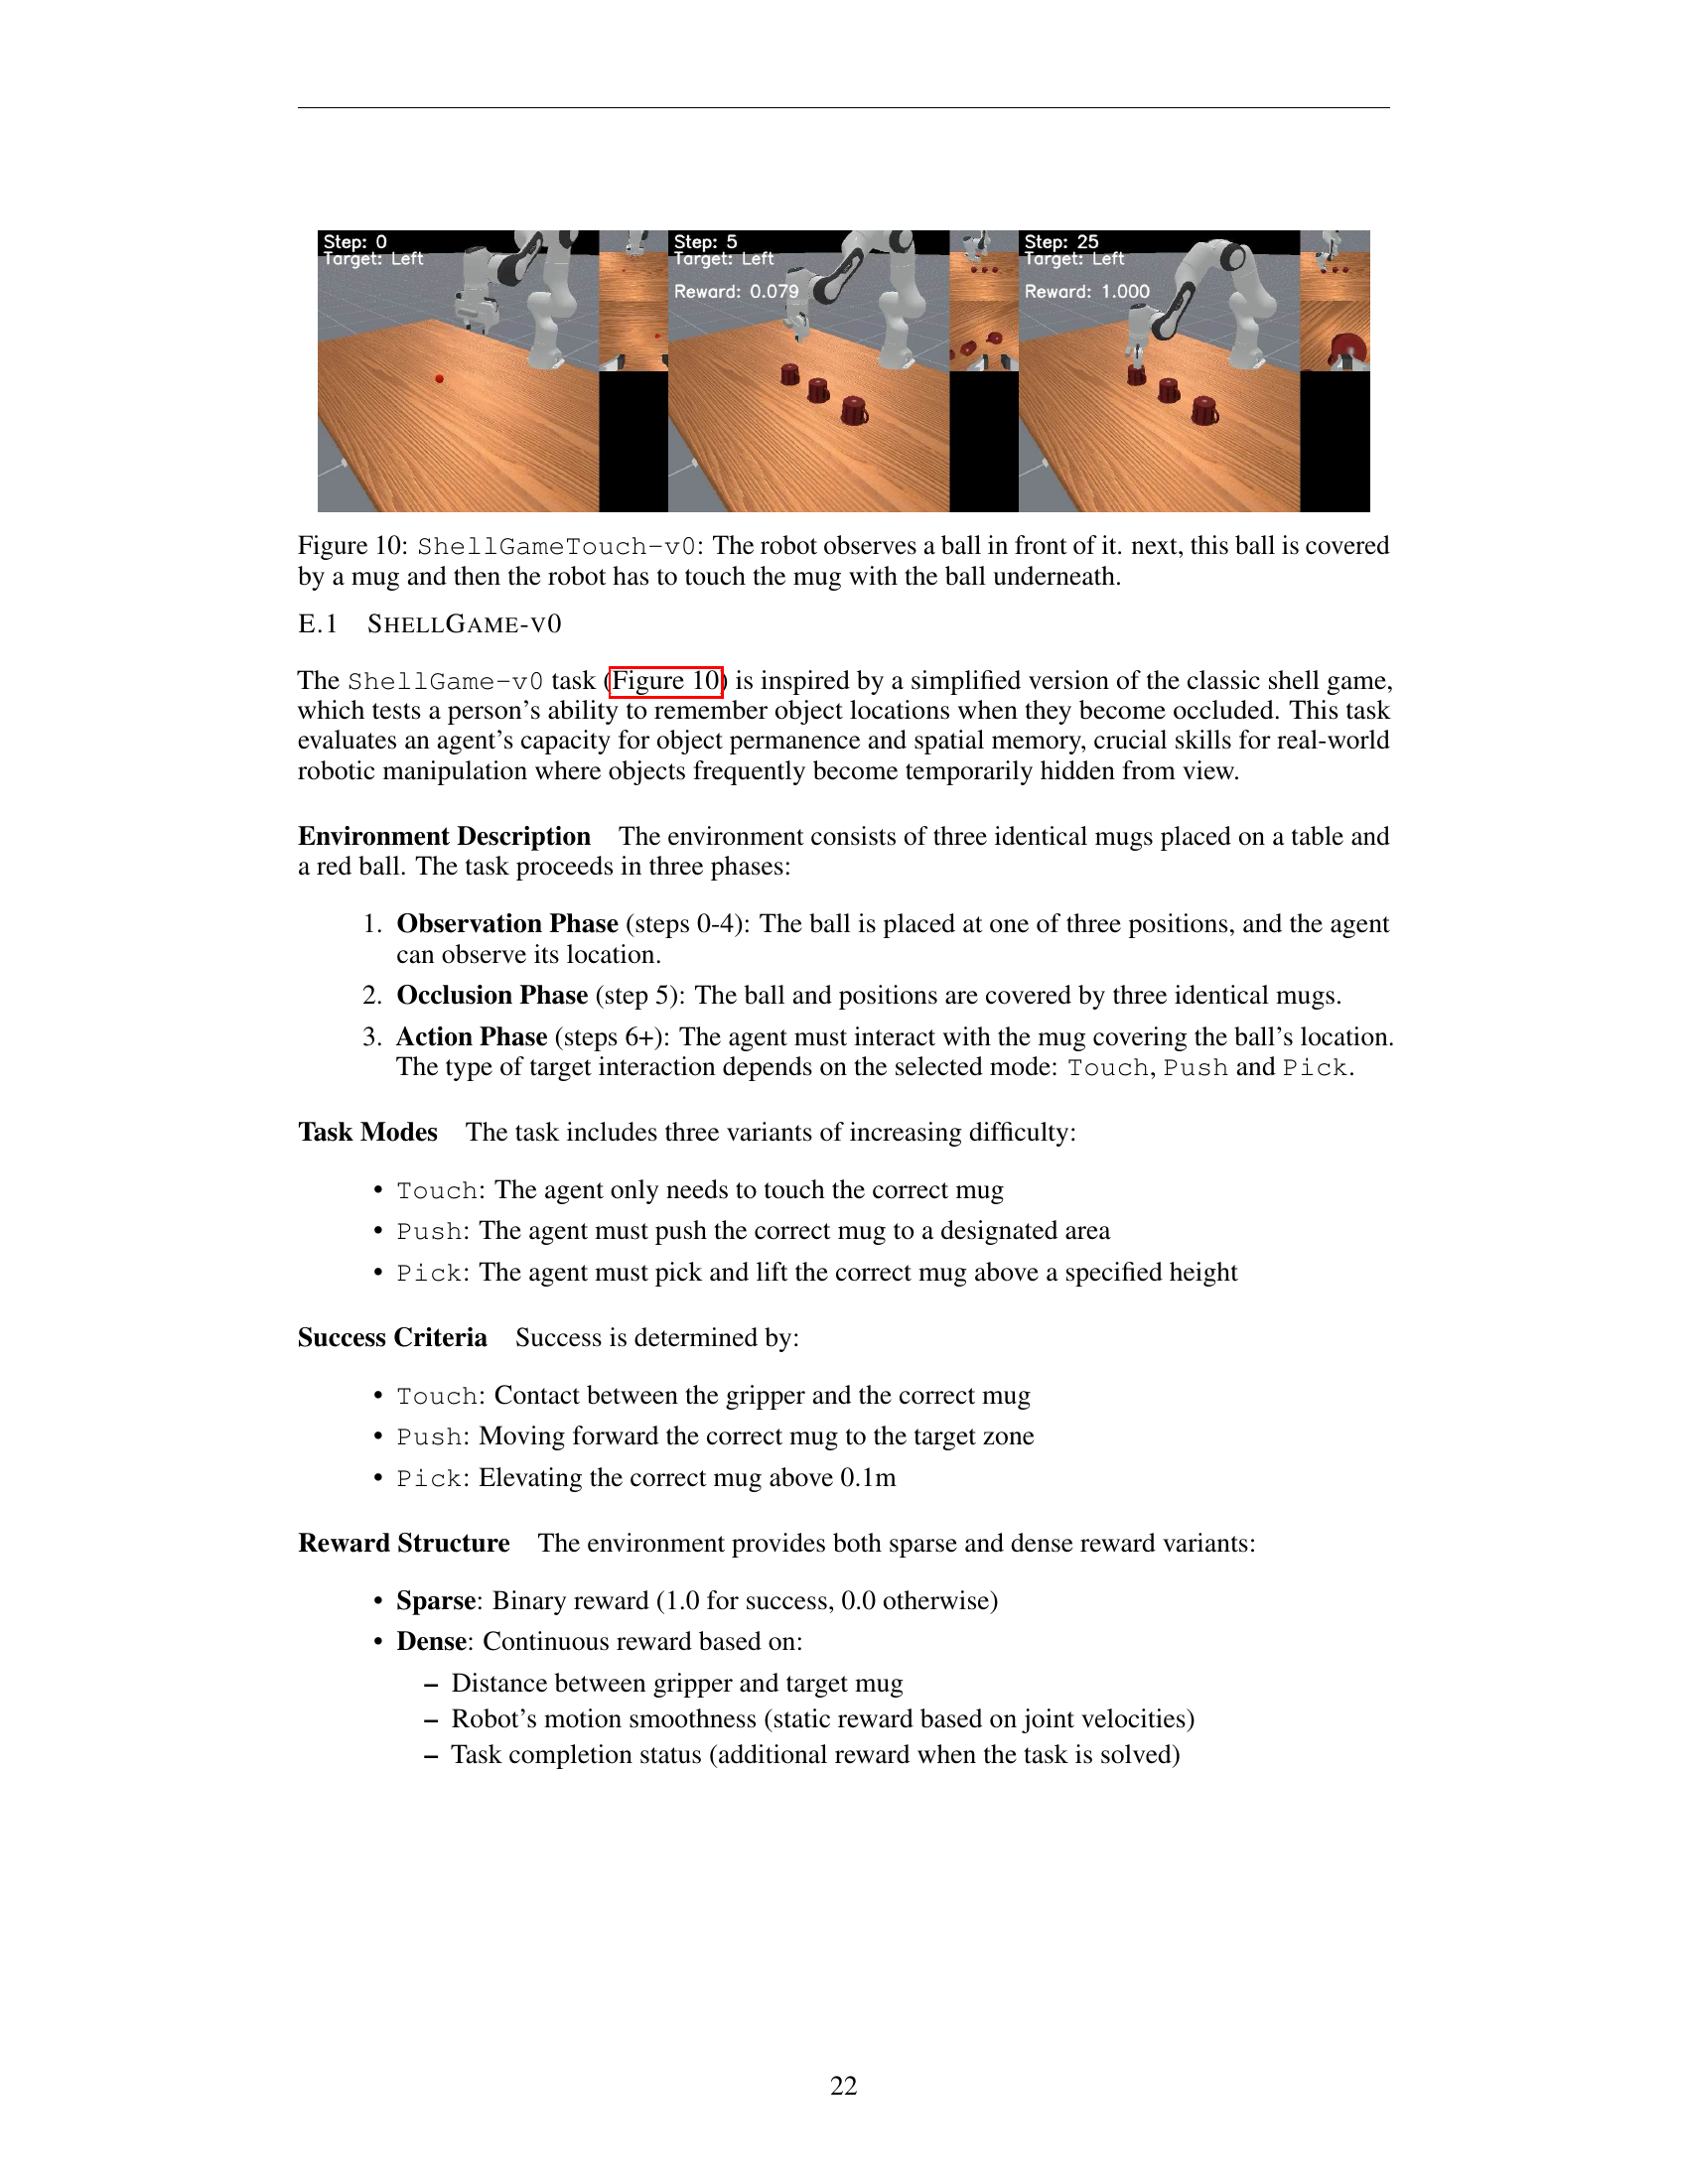 Step: 0
Target: Left
Step: 5
Target: Left
Reward: 0.079
Step: 25
Target: Left
Reward: 1.000
Figure 10: ShellGameTouch-v0: The robot observes a ball in front of it. next, this ball is covered
by a mug and then the robot has to touch the mug with the ball underneath.
E.1 SHELLGAME-V0
The ShellGame-v0 task (Figure 10) is inspired by a simplified version of the classic shell game,
which tests a person's ability to remember object locations when they become occluded. This task
evaluates an agent's capacity for object permanence and spatial memory, crucial skills for real-world
robotic manipulation where objects frequently become temporarily hidden from view.
Environment Description The environment consists of three identical mugs placed on a table and
a red ball. The task proceeds in three phases:
1. Observation Phase (steps 0-4): The ball is placed at one of three positions, and the agent
can observe its location.
2. Occlusion Phase (step 5): The ball and positions are covered by three identical mugs.
3. Action Phase (steps 6+): The agent must interact with the mug covering the ball's location.
The type of target interaction depends on the selected mode: Touch, Push and Pick.
Task Modes The task includes three variants of increasing difficulty:
• Touch: The agent only needs to touch the correct mug
• Push: The agent must push the correct mug to a designated area
• Pick: The agent must pick and lift the correct mug above a specified height
Success Criteria Success is determined by:
• Touch: Contact between the gripper and the correct mug
• Push: Moving forward the correct mug to the target zone
• Pick: Elevating the correct mug above 0.1m
Reward Structure The environment provides both sparse and dense reward variants:
• Sparse: Binary reward (1.0 for success, 0.0 otherwise)
• Dense: Continuous reward based on:
– Distance between gripper and target mug
– Robot's motion smoothness (static reward based on joint velocities)
– Task completion status (additional reward when the task is solved)
22